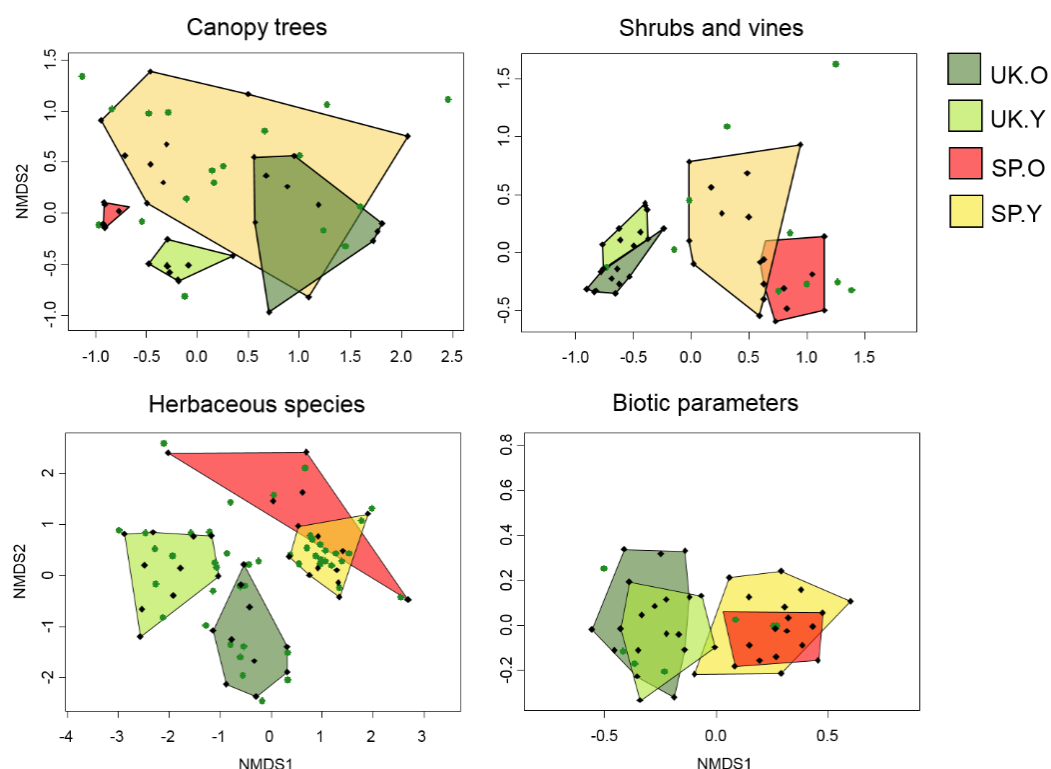 Canopy trees
Shrubs and vines
UK.O
UK.Y
SP.O
SP.Y
NMDS2
1.5
1.0
0.5
0.0
-0.5
-1.0
-1.0 -0.5 0.0 0.5 1.0 1.5 2.0 2.5
1.5
1.0
0.5
0.0
-0.5
-1.0 -0.5 0.0 0.5 1.0 1.5
Herbaceous species
Biotic parameters
NMDS2
2
1
0
-1
-2
-4 -3 -2 -1 0 1 2 3
NMDS1
0.8
0.6
0.4
0.2
0.0
-0.2
-0.5 0.0 0.5
NMDS1